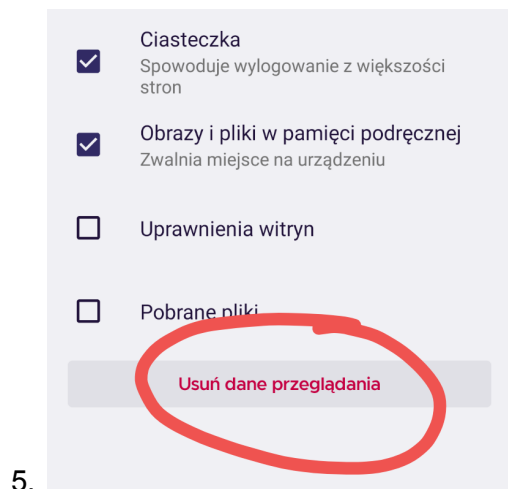 Ciasteczka
Spowoduje wylogowanie z większości
stron
Obrazy i pliki w pamięci podręcznej
Zwalnia miejsce na urządzeniu
Uprawnienia witryn
Pobrane pliki
Usuń dane przeglądania
5.